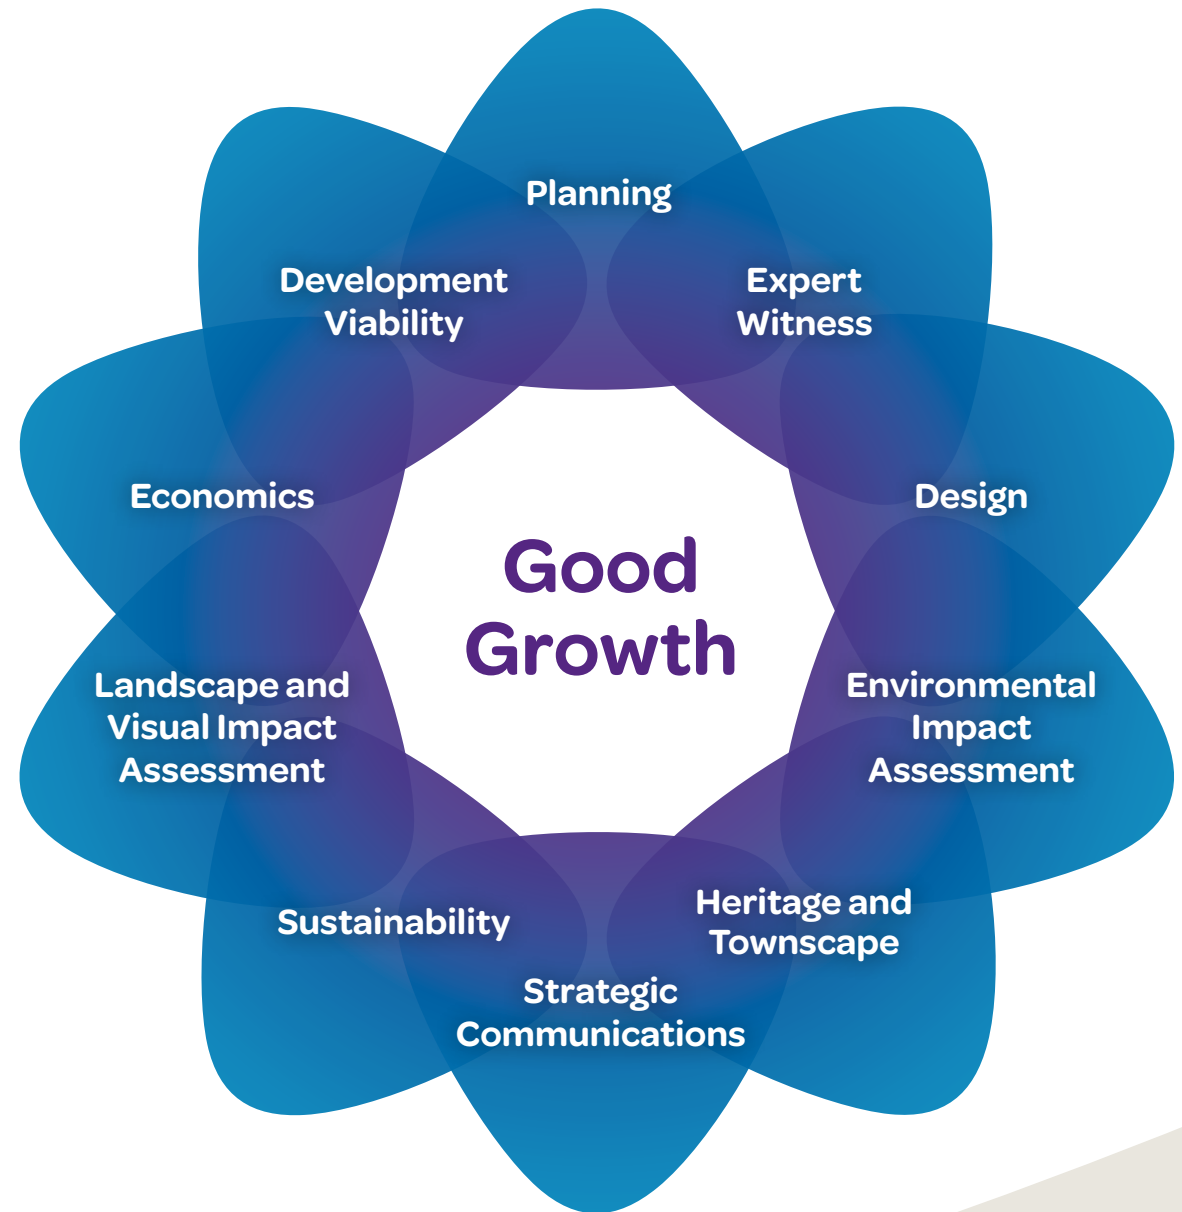 Planning
Development
Viability
Expert
Witness
Economics
Design
Good
Growth
Landscape and
Visual Impact
Assessment
Environmental
Impact
Assessment
Sustainability
Heritage and
Townscape
Strategic
Communications